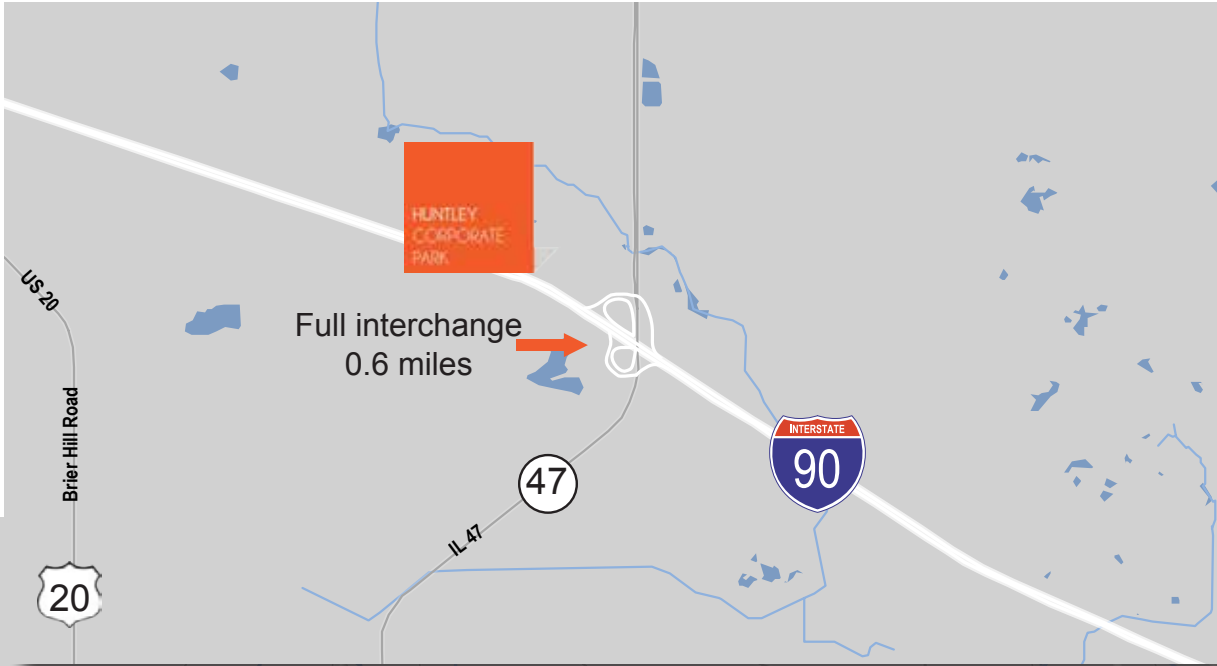 HUNTLEY
CORPORATE
PARK
US 20
Full interchange
0.6 miles
Brier Hill Road
INTERSTATE
90
47
IL 47
20